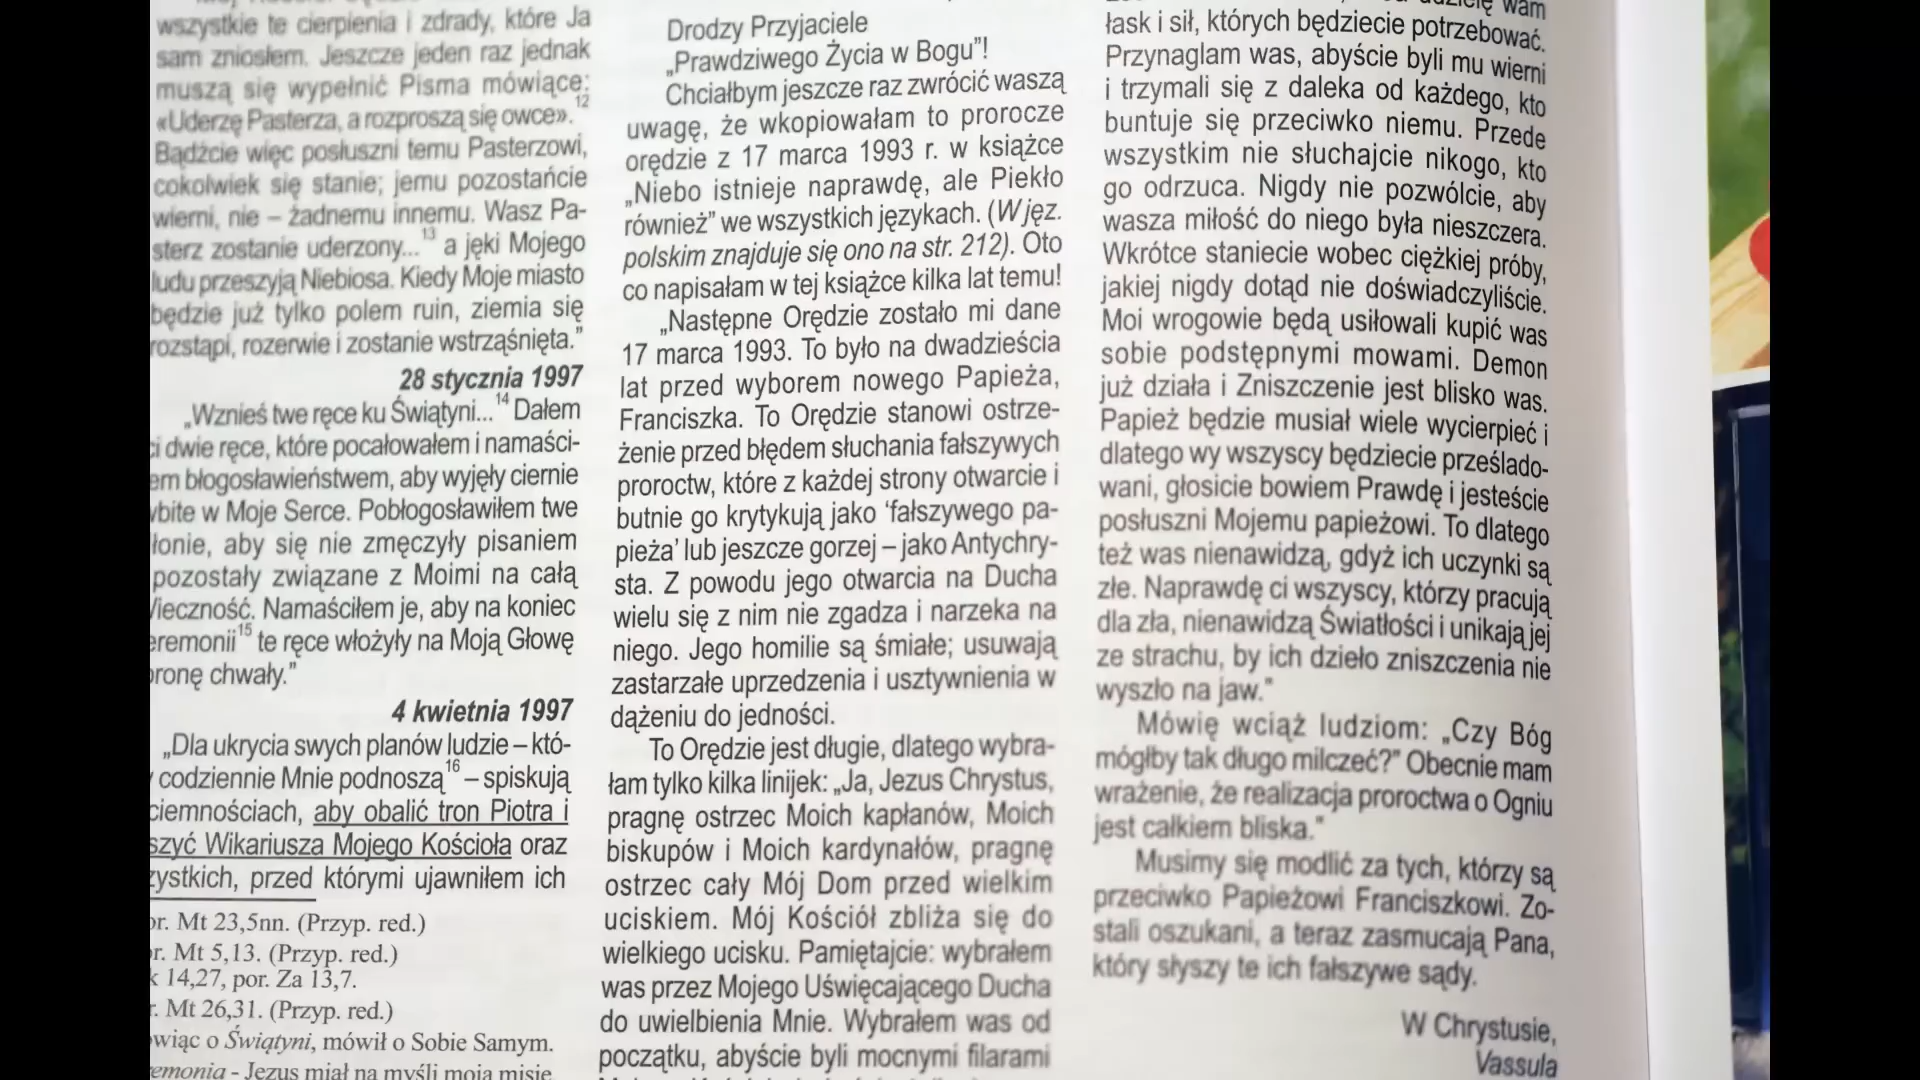 wszystkie te cierpienia i zdrady, które Ja
sam zniosłem. Jeszcze jeden raz jednak
muszą się wypełnić Pisma mówiące:
«Uderzę Pasterza, a rozproszą się owce».12
Bądźcie więc posłuszni temu Pasterzowi,
cokolwiek się stanie; jemu pozostańcie
wierni, nie – żadnemu innemu. Wasz Pa-
sterz zostanie uderzony...13 a jęki Mojego
ludu przeszyją Niebiosa. Kiedy Moje miasto
będzie już tylko polem ruin, ziemia się
rozstąpi, rozerwie i zostanie wstrząśnięta.”
28 stycznia 1997
„Wznieś twe ręce ku Świątyni...14 Dałem
ci dwie ręce, które pocałowałem i namaści-
em błogosławieństwem, aby wyjęły ciernie
wbite w Moje Serce. Pobłogosławiłem twe
łonie, aby się nie zmęczyły pisaniem
pozostały związane z Moimi na całą
Wieczność. Namaściłem je, aby na koniec
eremonii15 te ręce włożyły na Moją Głowę
oronę chwały.”
4 kwietnia 1997
„Dla ukrycia swych planów ludzie – któ-
y codziennie Mnie podnoszą16 – spiskują
ciemnościach, aby obalić tron Piotra i
szyć Wikariusza Mojego Kościoła oraz
zystkich, przed którymi ujawniłem ich
or. Mt 23,5nn. (Przyp. red.)
or. Mt 5,13. (Przyp. red.)
k 14,27, por. Za 13,7.
r. Mt 26,31. (Przyp. red.)
wiąc o Świątyni, mówił o Sobie Samym.
emonia - Jezus miał na myśli moją misję.
Drodzy Przyjaciele
„Prawdziwego Życia w Bogu”!
Chciałbym jeszcze raz zwrócić waszą
uwagę, że wkopiowałam to prorocze
orędzie z 17 marca 1993 r. w książce
„Niebo istnieje naprawdę, ale Piekło
również” we wszystkich językach. (W jęz.
polskim znajduje się ono na str. 212). Oto
co napisałam w tej książce kilka lat temu!
„Następne Orędzie zostało mi dane
17 marca 1993. To było na dwadzieścia
lat przed wyborem nowego Papieża,
Franciszka. To Orędzie stanowi ostrze-
żenie przed błędem słuchania fałszywych
proroctw, które z każdej strony otwarcie i
butnie go krytykują jako ‘fałszywego pa-
pieża’ lub jeszcze gorzej – jako Antychry-
sta. Z powodu jego otwarcia na Ducha
wielu się z nim nie zgadza i narzeka na
niego. Jego homilie są śmiałe; usuwają
zastarzałe uprzedzenia i usztywnienia w
dążeniu do jedności.
To Orędzie jest długie, dlatego wybra-
łam tylko kilka linijek: „Ja, Jezus Chrystus,
pragnę ostrzec Moich kapłanów, Moich
biskupów i Moich kardynałów, pragnę
ostrzec cały Mój Dom przed wielkim
uciskiem. Mój Kościół zbliża się do
wielkiego ucisku. Pamiętajcie: wybrałem
was przez Mojego Uświęcającego Ducha
do uwielbienia Mnie. Wybrałem was od
początku, abyście byli mocnymi filarami
wam
łask i sił, których będziecie potrzebować.
Przynaglam was, abyście byli mu wierni
i trzymali się z daleka od każdego, kto
buntuje się przeciwko niemu. Przede
wszystkim nie słuchajcie nikogo, kto
go odrzuca. Nigdy nie pozwólcie, aby
wasza miłość do niego była nieszczera.
Wkrótce staniecie wobec ciężkiej próby,
jakiej nigdy dotąd nie doświadczyliście.
Moi wrogowie będą usiłowali kupić was
sobie podstępnymi mowami. Demon
już działa i Zniszczenie jest blisko was.
Papież będzie musiał wiele wycierpieć i
dlatego wy wszyscy będziecie prześlado-
wani, głosicie bowiem Prawdę i jesteście
posłuszni Mojemu papieżowi. To dlatego
też was nienawidzą, gdyż ich uczynki są
złe. Naprawdę ci wszyscy, którzy pracują
dla zła, nienawidzą Światłości i unikają jej
ze strachu, by ich dzieło zniszczenia nie
wyszło na jaw.”
Mówię wciąż ludziom: „Czy Bóg
mógłby tak długo milczeć?” Obecnie mam
wrażenie, że realizacja proroctwa o Ogniu
jest całkiem bliska.”
Musimy się modlić za tych, którzy są
przeciwko Papieżowi Franciszkowi. Zo-
stali oszukani, a teraz zasmucają Pana,
który słyszy te ich fałszywe sądy.
W Chrystusie,
Vassula